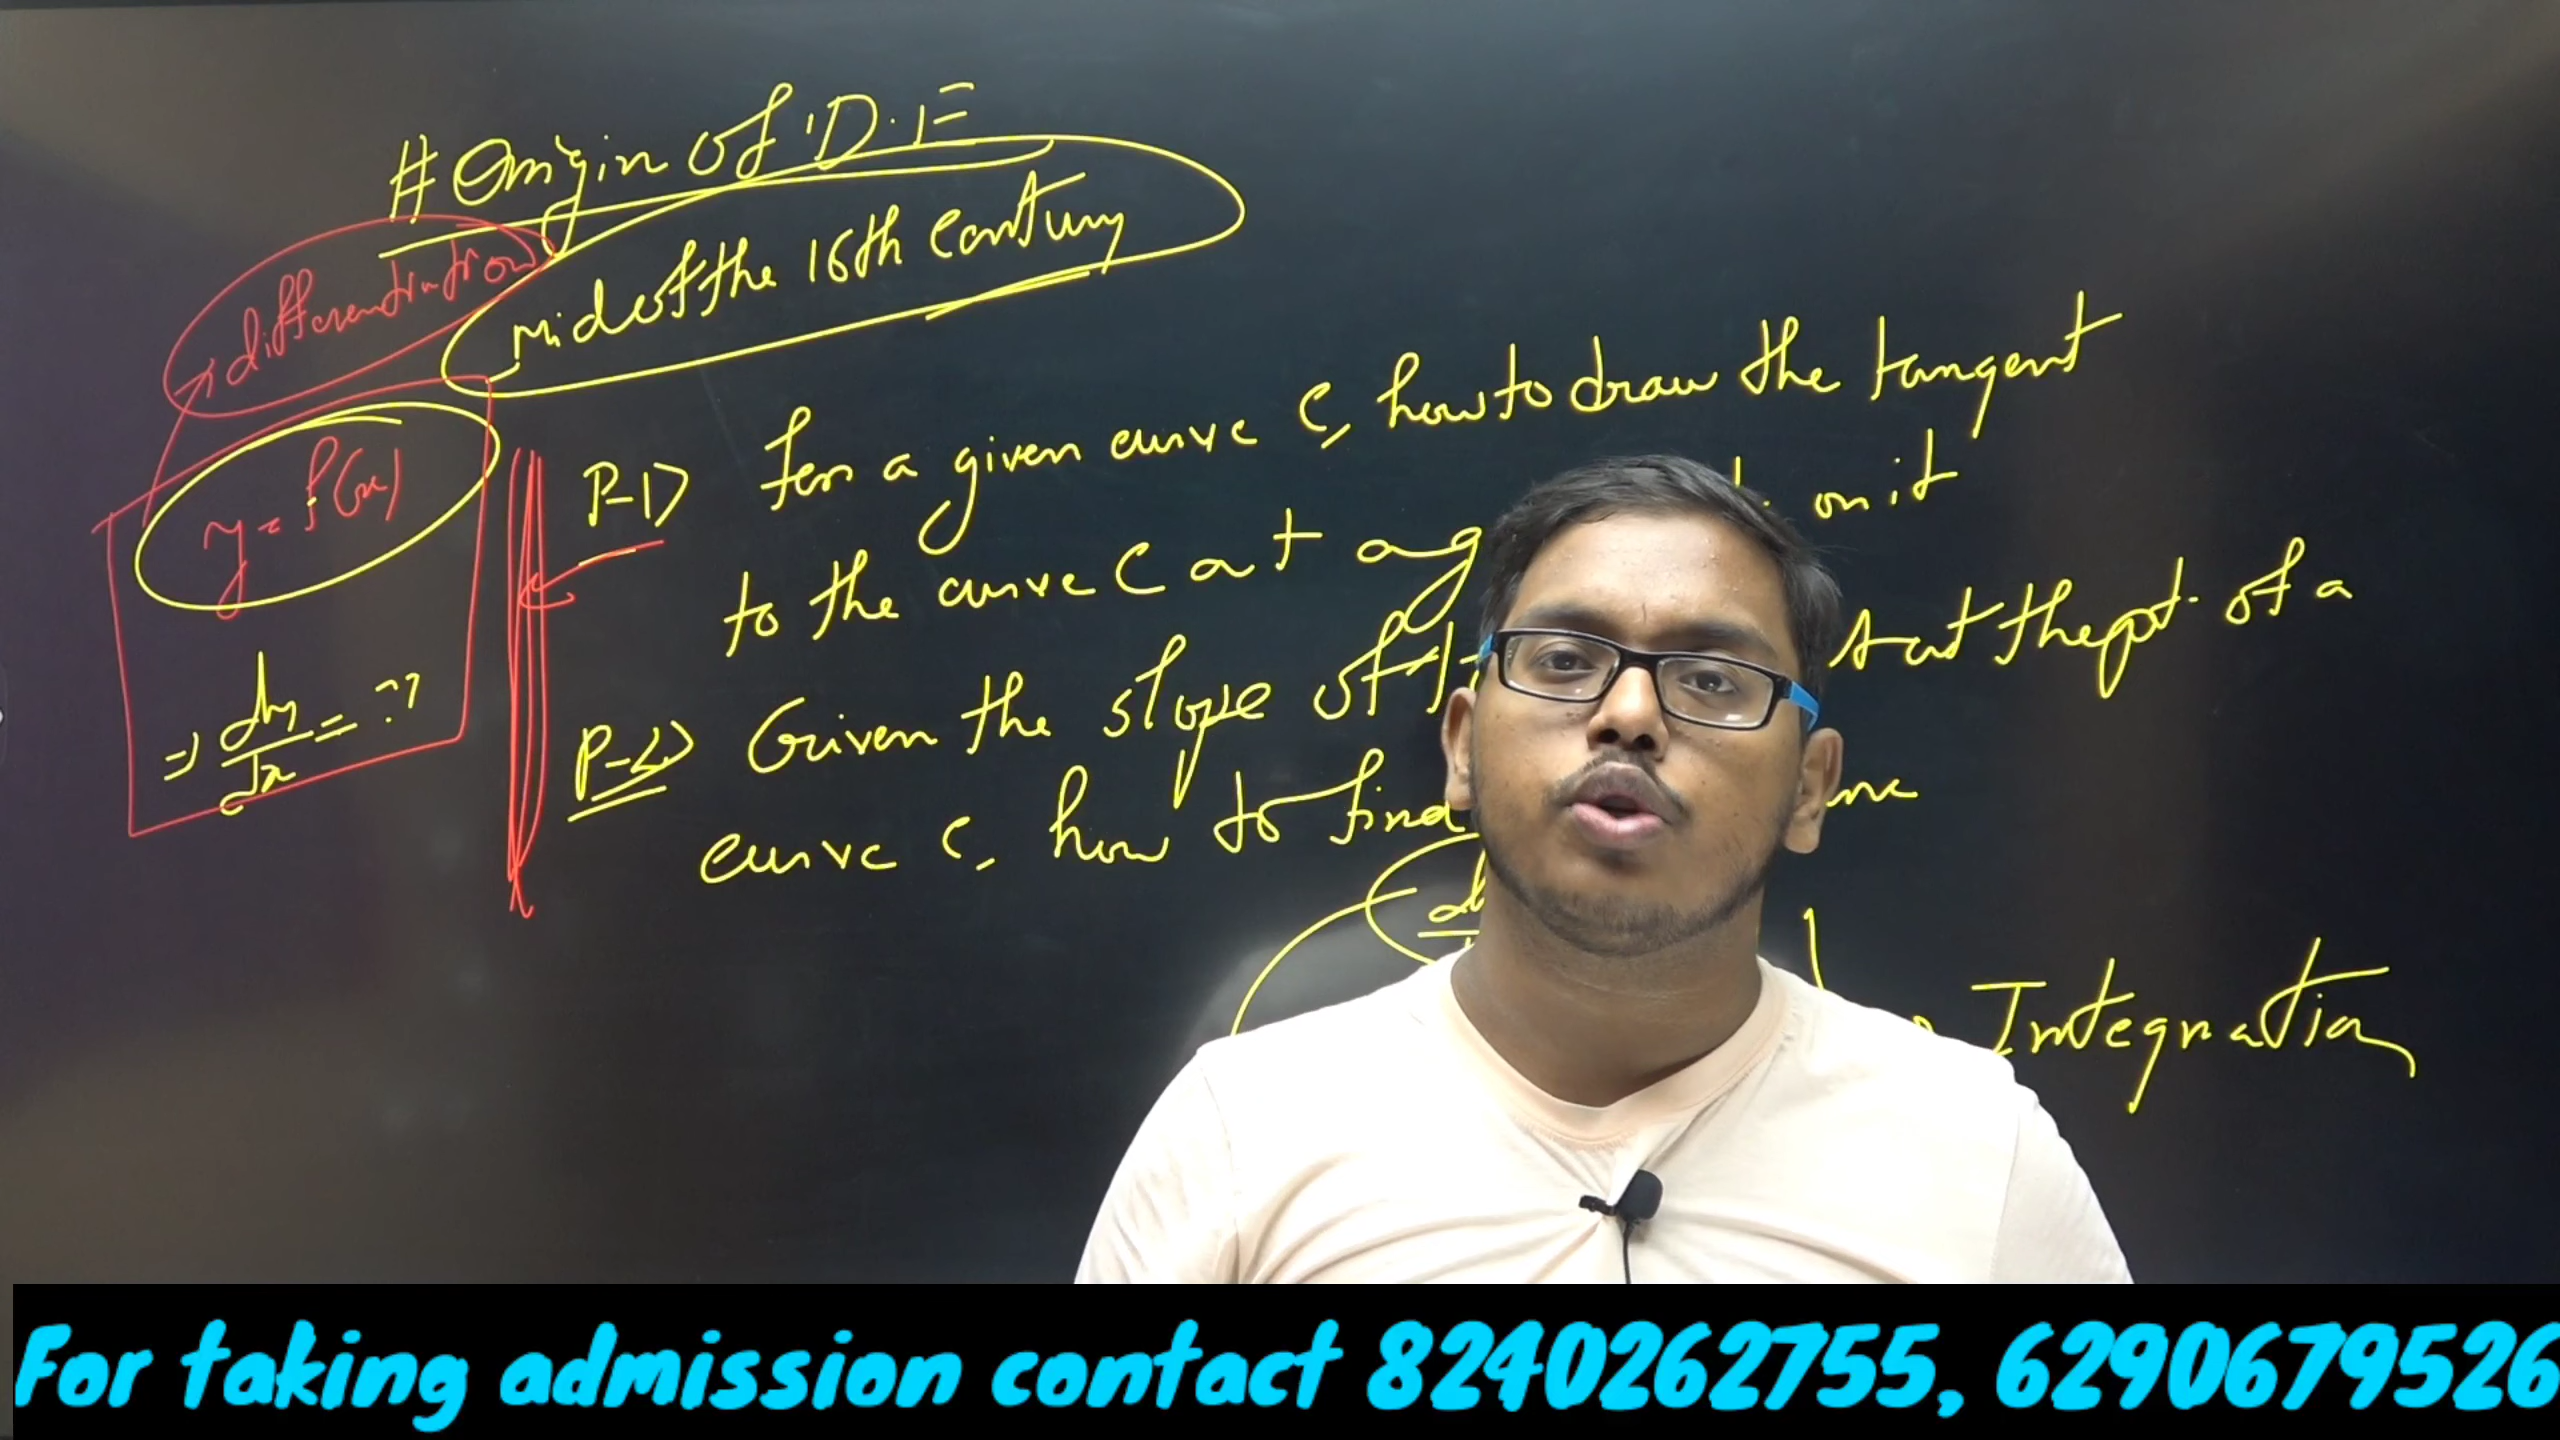 # Origin of D.E
mid of the 16th Century
differentiation
y = f(x)
=> dy/dx = ??
P-1> For a given curve C, how to draw the tangent
to the curve C at a g on it
P-2> Given the slope of at the pt. of a
curve C, how to find
Integration
For taking admission contact 8240262755, 6290679526